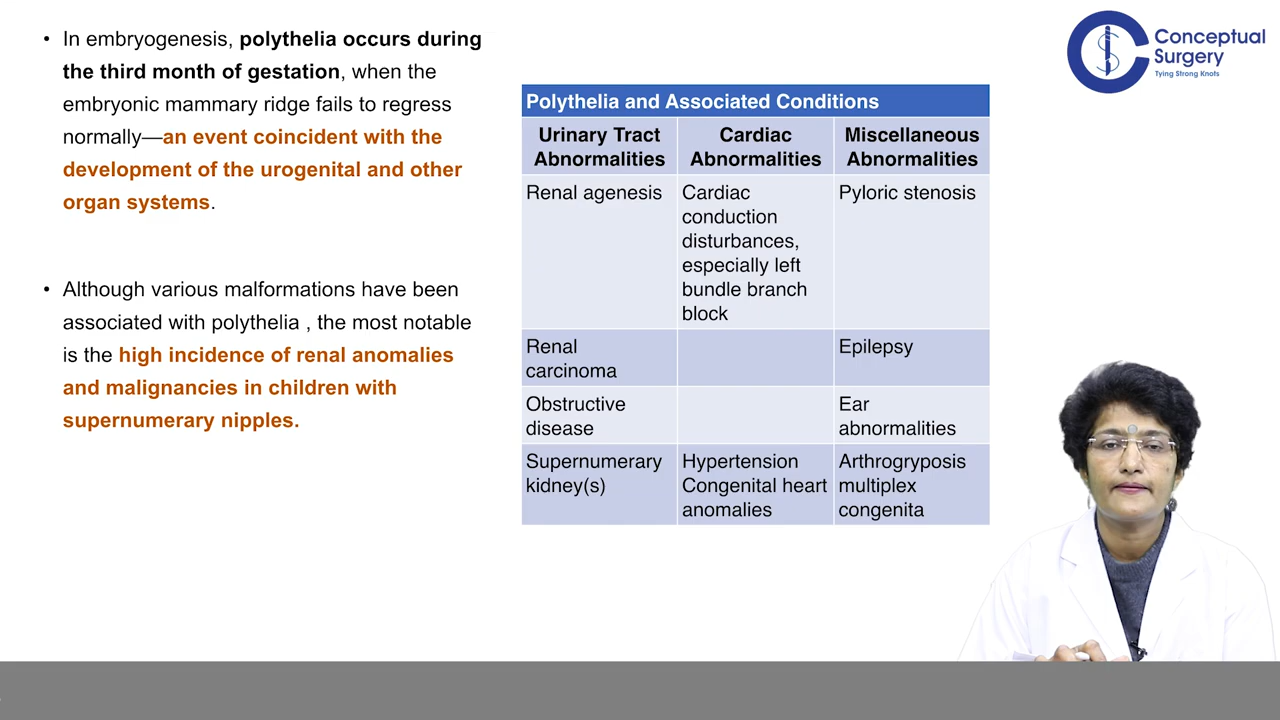 • In embryogenesis, polythelia occurs during
the third month of gestation, when the
embryonic mammary ridge fails to regress
normally—an event coincident with the
development of the urogenital and other
organ systems.
• Although various malformations have been
associated with polythelia , the most notable
is the high incidence of renal anomalies
and malignancies in children with
supernumerary nipples.
Polythelia and Associated Conditions
Urinary Tract
Abnormalities
Cardiac
Abnormalities
Miscellaneous
Abnormalities
Renal agenesis
Cardiac
conduction
disturbances,
especially left
bundle branch
block
Pyloric stenosis
Renal
carcinoma
Epilepsy
Obstructive
disease
Ear
abnormalities
Supernumerary
kidney(s)
Hypertension
Congenital heart
anomalies
Arthrogryposis
multiplex
congenita
Conceptual
Surgery
Tying Strong Knots